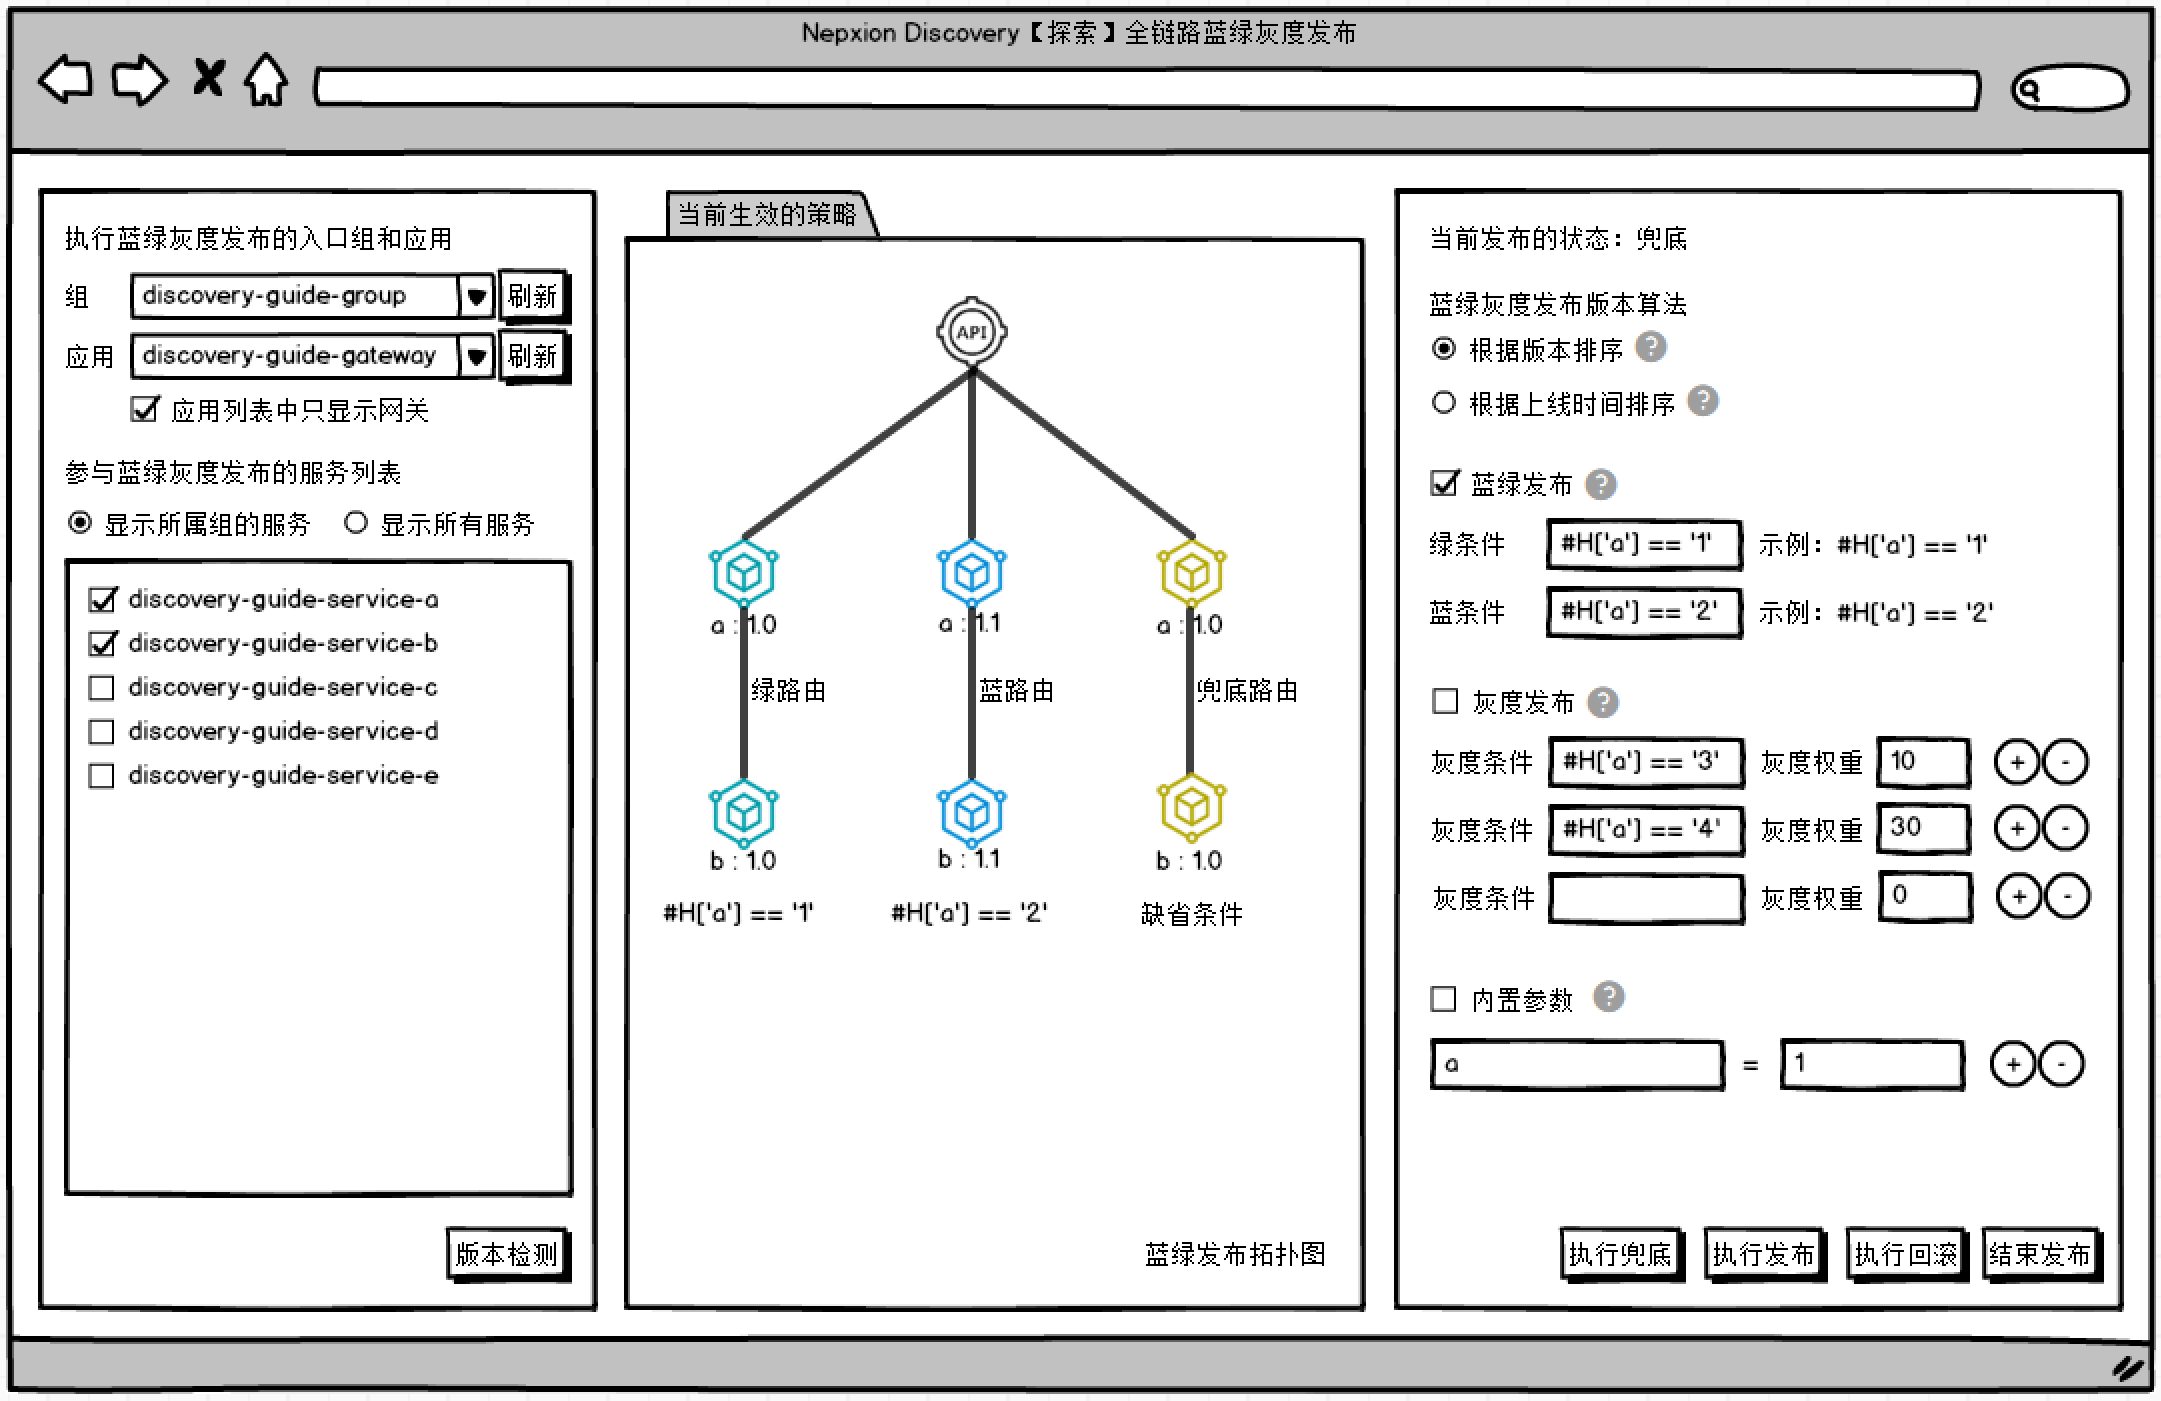 Nepxion Discovery【探索】全链路蓝绿灰度发布
执行蓝绿灰度发布的入口组和应用
组 discovery-guide-group 刷新
应用 discovery-guide-gateway 刷新
应用列表中只显示网关
参与蓝绿灰度发布的服务列表
显示所属组的服务 显示所有服务
discovery-guide-service-a
discovery-guide-service-b
discovery-guide-service-c
discovery-guide-service-d
discovery-guide-service-e
版本检测
当前生效的策略
API
a : 1.0 a : 1.1 a : 1.0
绿路由 蓝路由 兜底路由
b : 1.0 b : 1.1 b : 1.0
#H['a'] == '1' #H['a'] == '2' 缺省条件
蓝绿发布拓扑图
当前发布的状态：兜底
蓝绿灰度发布版本算法
根据版本排序 ?
根据上线时间排序 ?
蓝绿发布 ?
绿条件 #H['a'] == '1' 示例：#H['a'] == '1'
蓝条件 #H['a'] == '2' 示例：#H['a'] == '2'
灰度发布 ?
灰度条件 #H['a'] == '3' 灰度权重 10 + -
灰度条件 #H['a'] == '4' 灰度权重 30 + -
灰度条件 灰度权重 0 + -
内置参数 ?
a = 1 + -
执行兜底 执行发布 执行回滚 结束发布